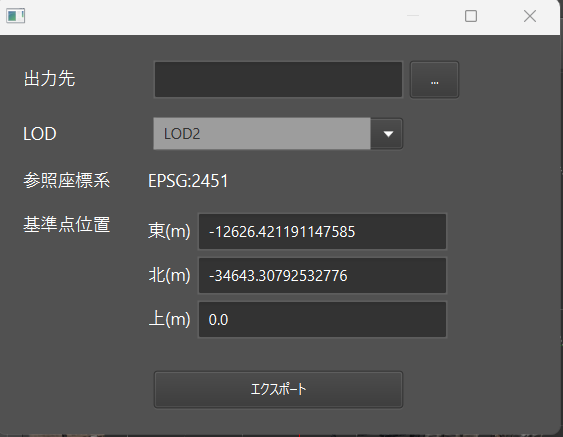 出力先
...
LOD LOD2
参照座標系 EPSG:2451
基準点位置
東(m) -12626.421191147585
北(m) -34643.30792532776
上(m) 0.0
エクスポート